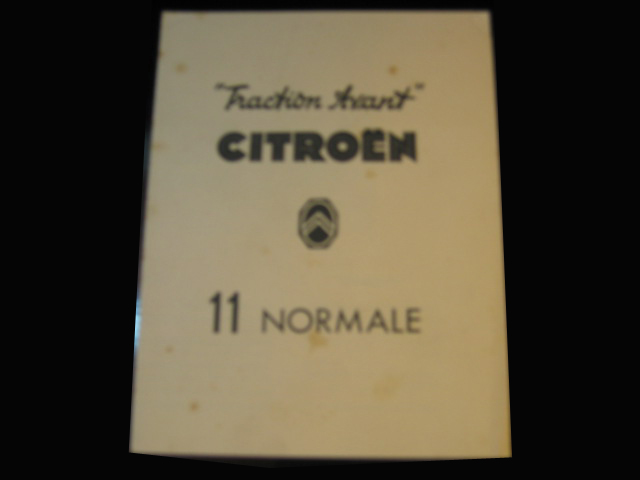 "Traction Avant"
CITROËN
11 NORMALE